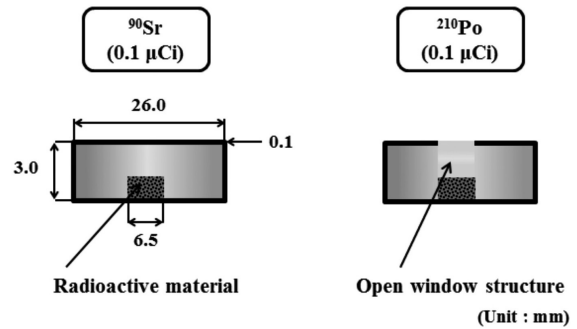 ⁹⁰Sr
(0.1 μCi)
²¹⁰Po
(0.1 μCi)
26.0
0.1
3.0
6.5
Radioactive material
Open window structure
(Unit : mm)